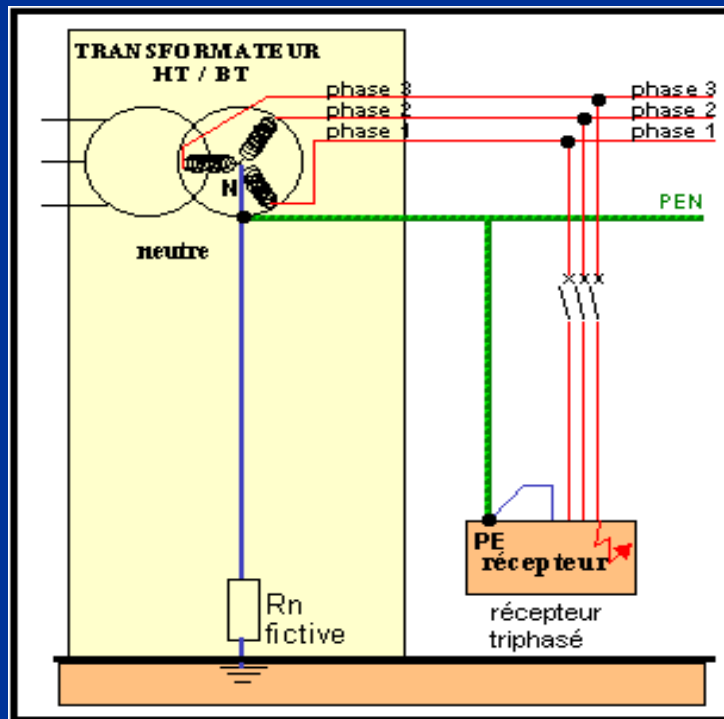 TRANSFORMATEUR
HT / BT
phase 3
phase 2
phase 1
phase 3
phase 2
phase 1
N
PEN
neutre
PE
récepteur
Rn
fictive
récepteur
triphasé